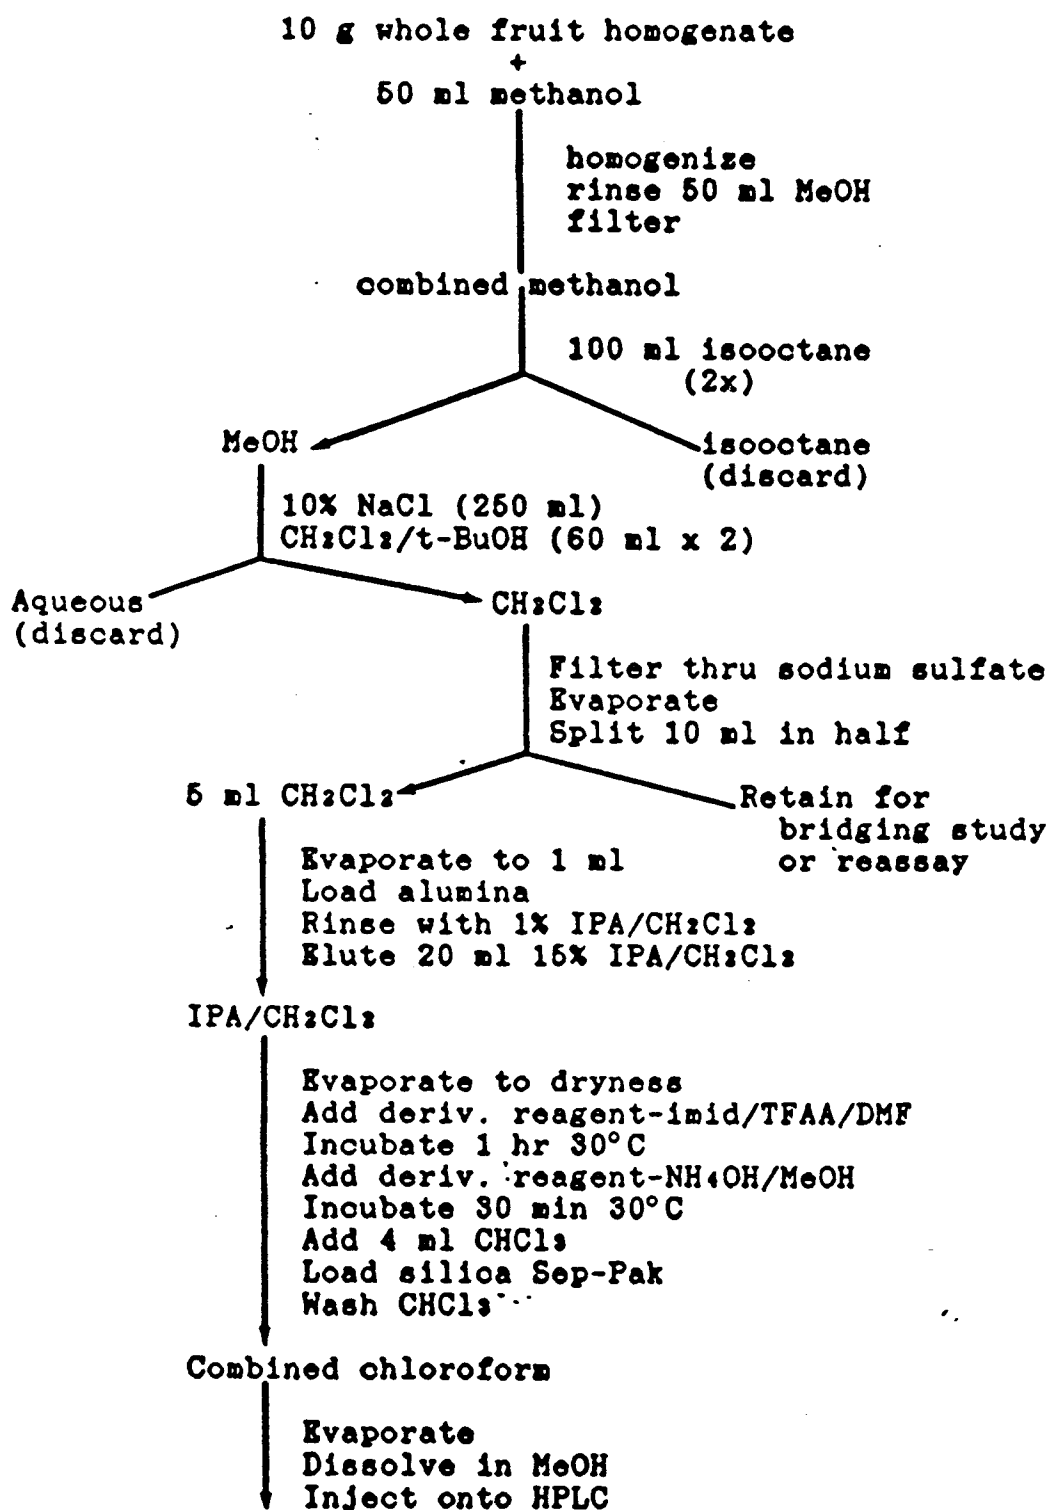 10 g whole fruit homogenate
+
50 ml methanol
homogenize
rinse 50 ml MeOH
filter
combined methanol
100 ml isooctane
(2x)
MeOH
isooctane
(discard)
10% NaCl (250 ml)
CH₂Cl₂/t-BuOH (60 ml x 2)
Aqueous
(discard)
CH₂Cl₂
Filter thru sodium sulfate
Evaporate
Split 10 ml in half
5 ml CH₂Cl₂
Retain for
bridging study
or reassay
Evaporate to 1 ml
Load alumina
Rinse with 1% IPA/CH₂Cl₂
Elute 20 ml 15% IPA/CH₂Cl₂
IPA/CH₂Cl₂
Evaporate to dryness
Add deriv. reagent-imid/TFAA/DMF
Incubate 1 hr 30°C
Add deriv. reagent-NH₄OH/MeOH
Incubate 30 min 30°C
Add 4 ml CHCl₃
Load silica Sep-Pak
Wash CHCl₃
Combined chloroform
Evaporate
Dissolve in MeOH
Inject onto HPLC